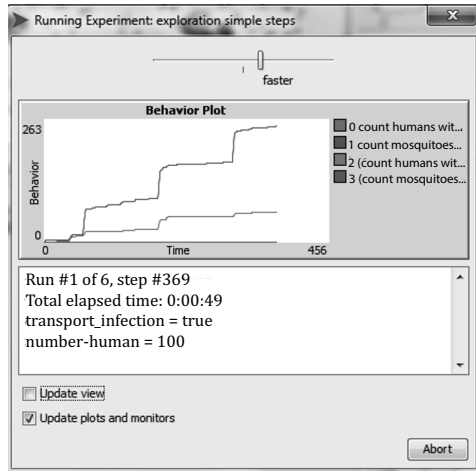 Running Experiment: exploration simple steps
x
faster
Behavior Plot
263
Behavior
0
0
Time
456
0 count humans wit...
1 count mosquitoes...
2 (count humans wit...
3 (count mosquitoes...
Run #1 of 6, step #369
Total elapsed time: 0:00:49
transport_infection = true
number-human = 100
Update view
Update plots and monitors
Abort